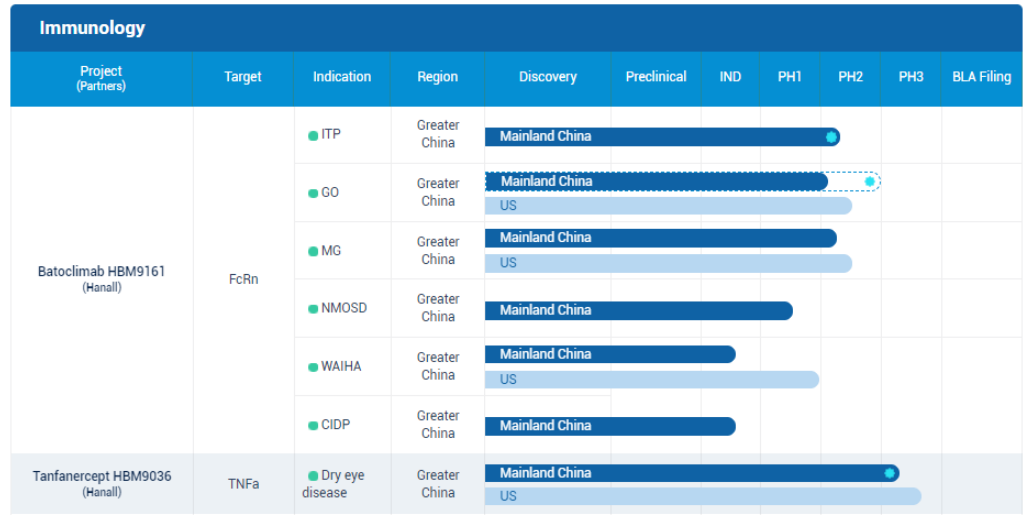 Immunology
Project
(Partners)
Target
Indication
Region
Discovery
Preclinical
IND
PH1
PH2
PH3
BLA Filing
Batoclimab HBM9161
(Hanall)
FcRn
ITP
Greater
China
Mainland China
GO
Greater
China
Mainland China
US
MG
Greater
China
Mainland China
US
NMOSD
Greater
China
Mainland China
WAIHA
Greater
China
Mainland China
US
CIDP
Greater
China
Mainland China
Tanfanercept HBM9036
(Hanall)
TNFa
Dry eye
disease
Greater
China
Mainland China
US